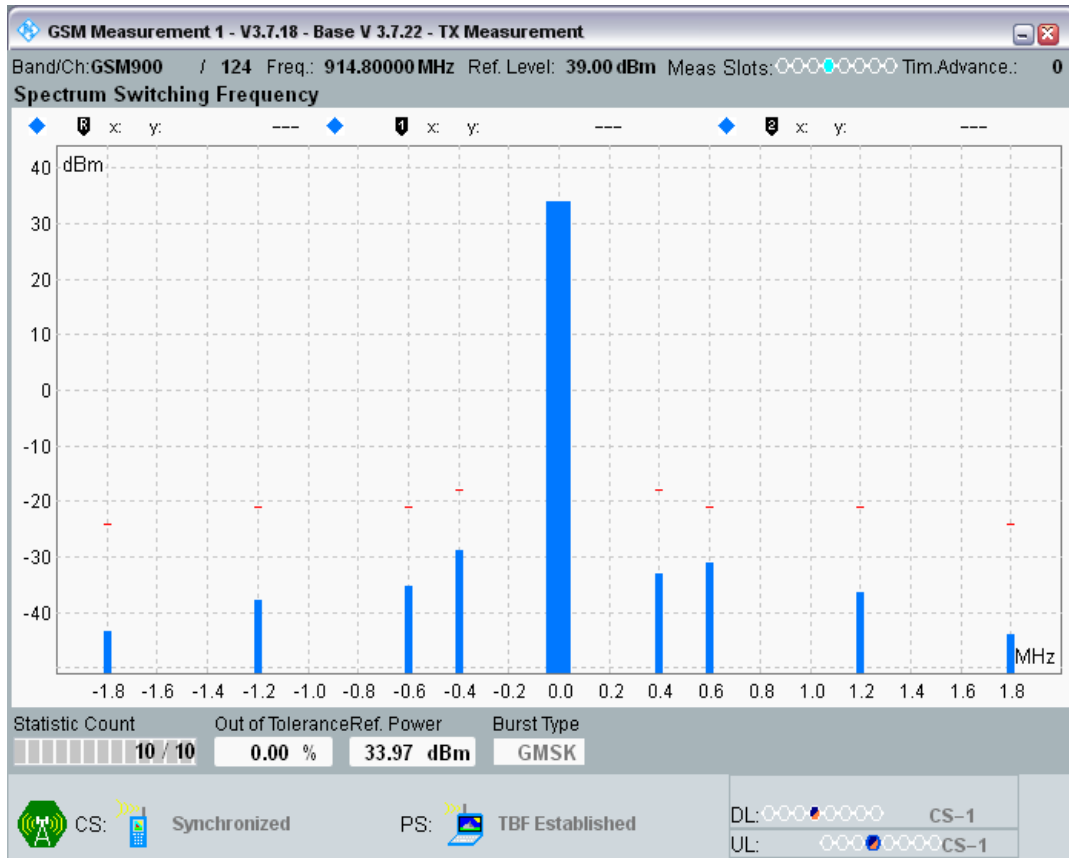 GSM Measurement 1 - V3.7.18 - Base V 3.7.22 - TX Measurement
Band/Ch:GSM900 / 124 Freq.: 914.80000 MHz Ref. Level: 39.00 dBm Meas Slots: Tim.Advance.: 0
Spectrum Switching Frequency
R x: y: --- 1 x: y: --- 2 x: y: ---
dBm
40
30
20
10
0
-10
-20
-30
-40
MHz
-1.8 -1.6 -1.4 -1.2 -1.0 -0.8 -0.6 -0.4 -0.2 0.0 0.2 0.4 0.6 0.8 1.0 1.2 1.4 1.6 1.8
Statistic Count Out of Tolerance Ref. Power Burst Type
10 / 10 0.00 % 33.97 dBm GMSK
CS: Synchronized PS: TBF Established
DL: CS-1
UL: CS-1